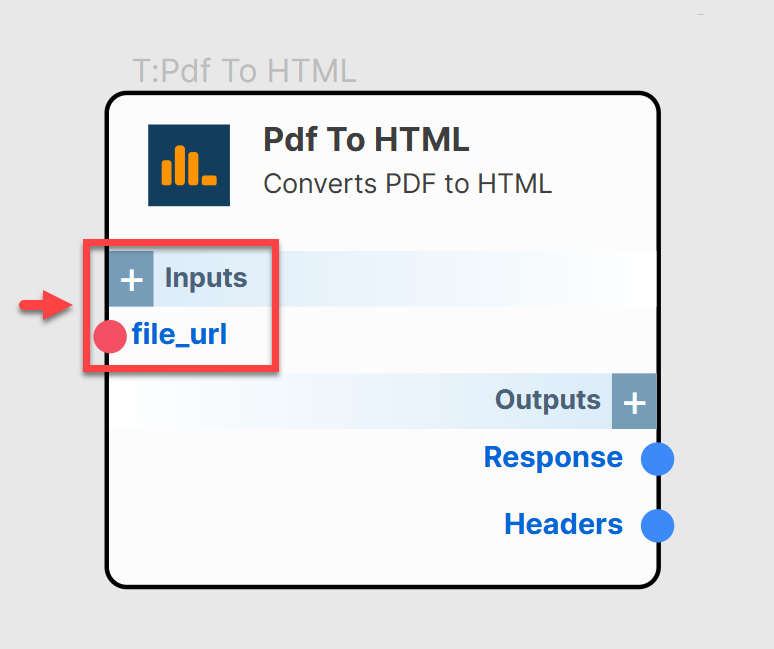 T:Pdf To HTML
Pdf To HTML
Converts PDF to HTML
+ Inputs
file_url
Outputs +
Response
Headers